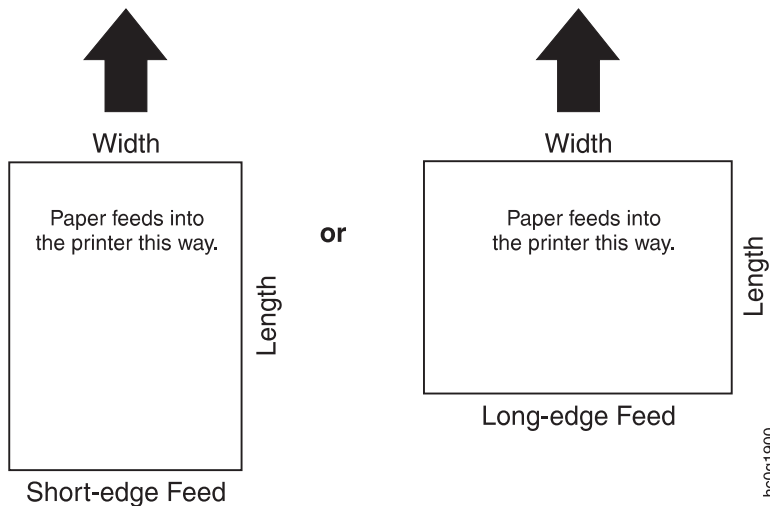 Width
Paper feeds into
the printer this way.
Length
Short-edge Feed
or
Width
Paper feeds into
the printer this way.
Length
Long-edge Feed